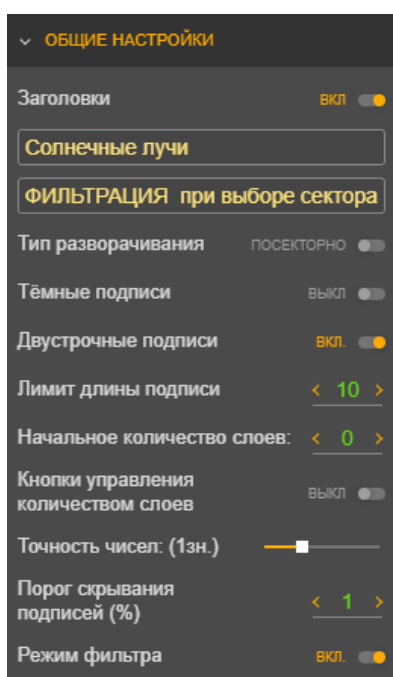 ОБЩИЕ НАСТРОЙКИ
Заголовки ВКЛ
Солнечные лучи
ФИЛЬТРАЦИЯ при выборе сектора
Тип разворачивания ПОСЕКТОРНО
Тёмные подписи ВЫКЛ
Двустрочные подписи ВКЛ.
Лимит длины подписи < 10 >
Начальное количество слоев: < 0 >
Кнопки управления
количеством слоев ВЫКЛ
Точность чисел: (1зн.)
Порог скрывания
подписей (%) < 1 >
Режим фильтра ВКЛ.